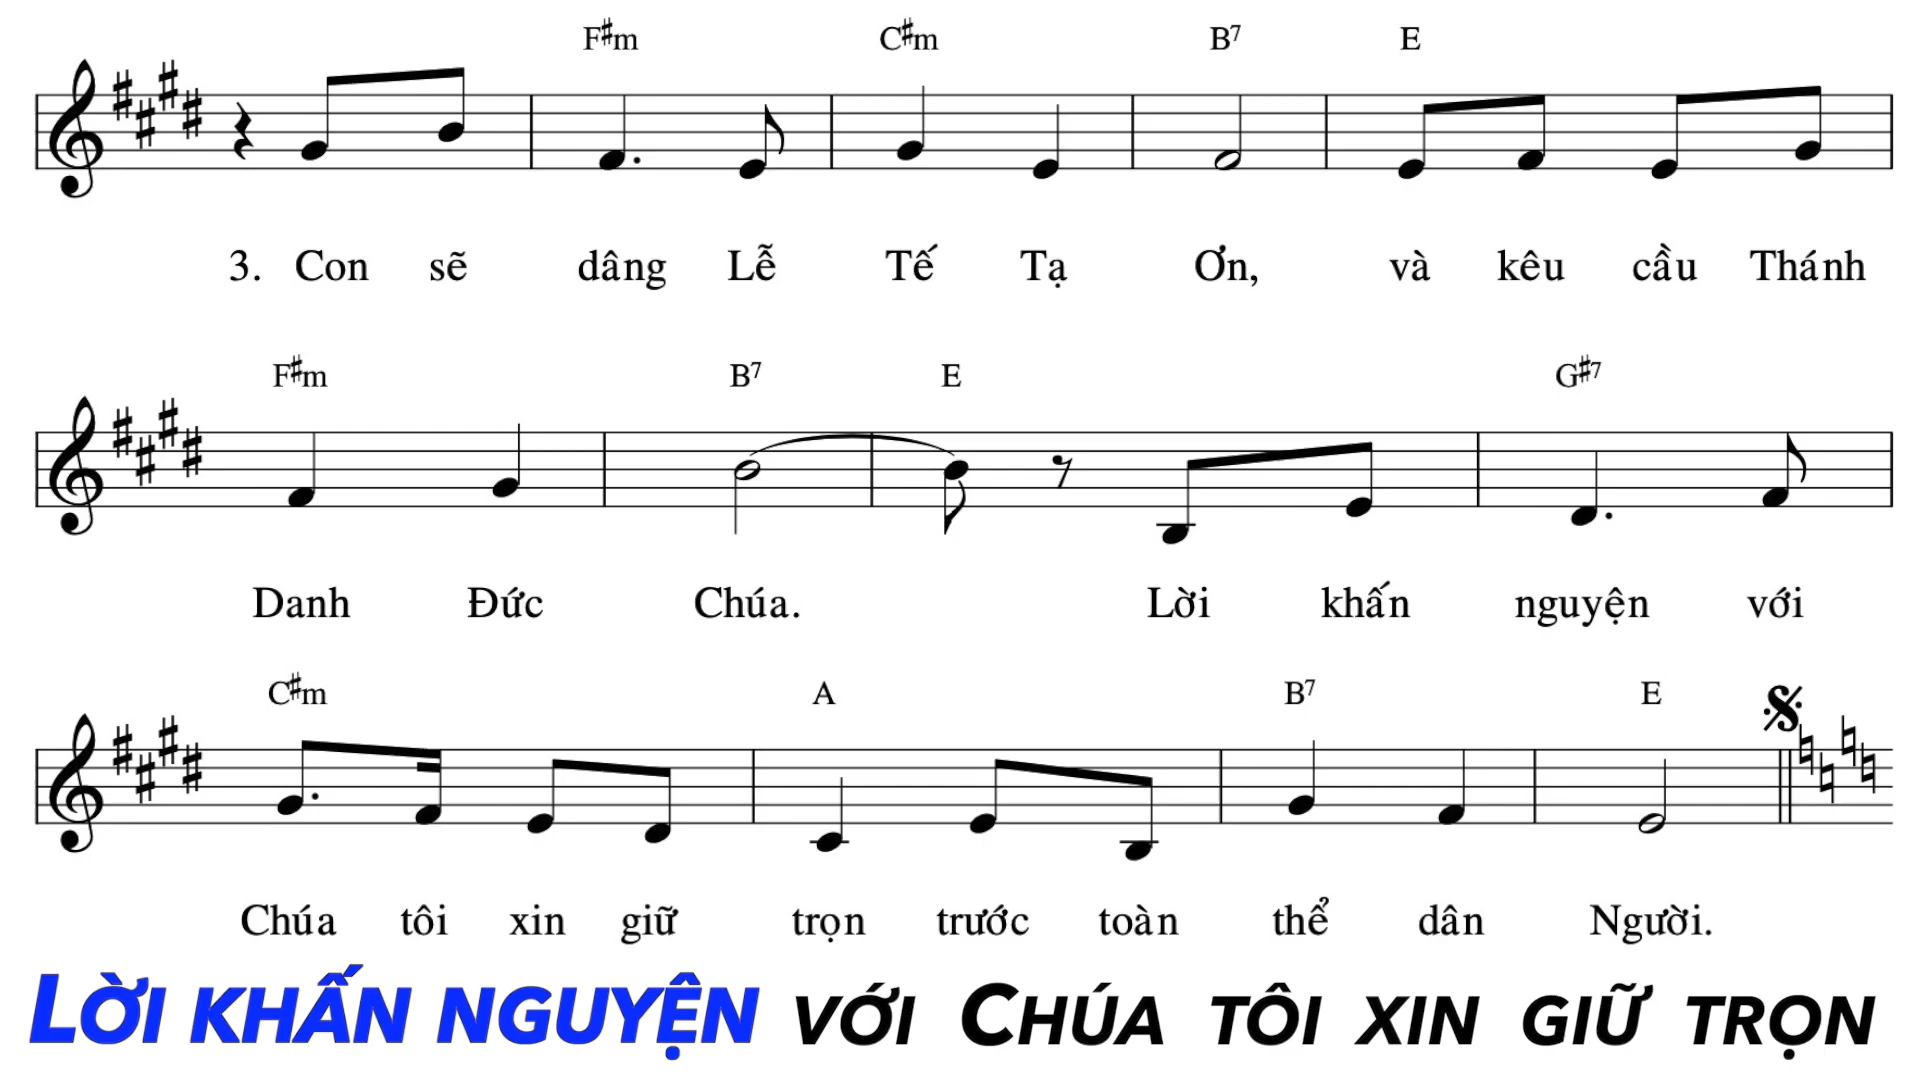 F♯m C♯m B7 E
3. Con sẽ dâng Lễ Tế Tạ Ơn, và kêu cầu Thánh
F♯m B7 E G♯7
Danh Đức Chúa. Lời khấn nguyện với
C♯m A B7 E
Chúa tôi xin giữ trọn trước toàn thể dân Người.
LỜI KHẤN NGUYỆN VỚI CHÚA TÔI XIN GIỮ TRỌN